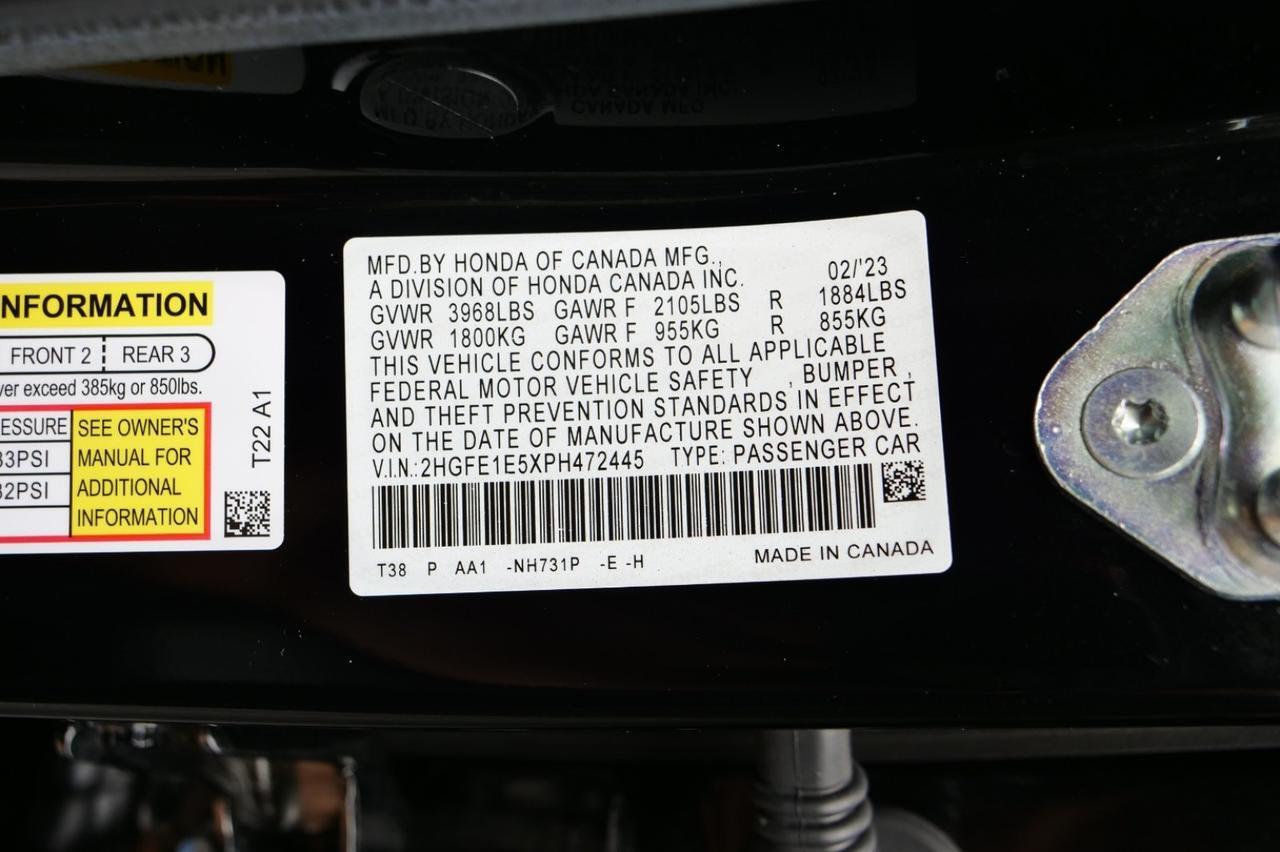 NFORMATION
FRONT 2 REAR 3
ver exceed 385kg or 850lbs.
ESSURE
33PSI
32PSI
SEE OWNER'S
MANUAL FOR
ADDITIONAL
INFORMATION
T22 A1
MFD.BY HONDA OF CANADA MFG.,
A DIVISION OF HONDA CANADA INC. 02/'23
GVWR 3968LBS GAWR F 2105LBS R 1884LBS
GVWR 1800KG GAWR F 955KG R 855KG
THIS VEHICLE CONFORMS TO ALL APPLICABLE
FEDERAL MOTOR VEHICLE SAFETY , BUMPER ,
AND THEFT PREVENTION STANDARDS IN EFFECT
ON THE DATE OF MANUFACTURE SHOWN ABOVE.
V.I.N.:2HGFE1E5XPH472445 TYPE: PASSENGER CAR
T38 P AA1 -NH731P -E -H MADE IN CANADA